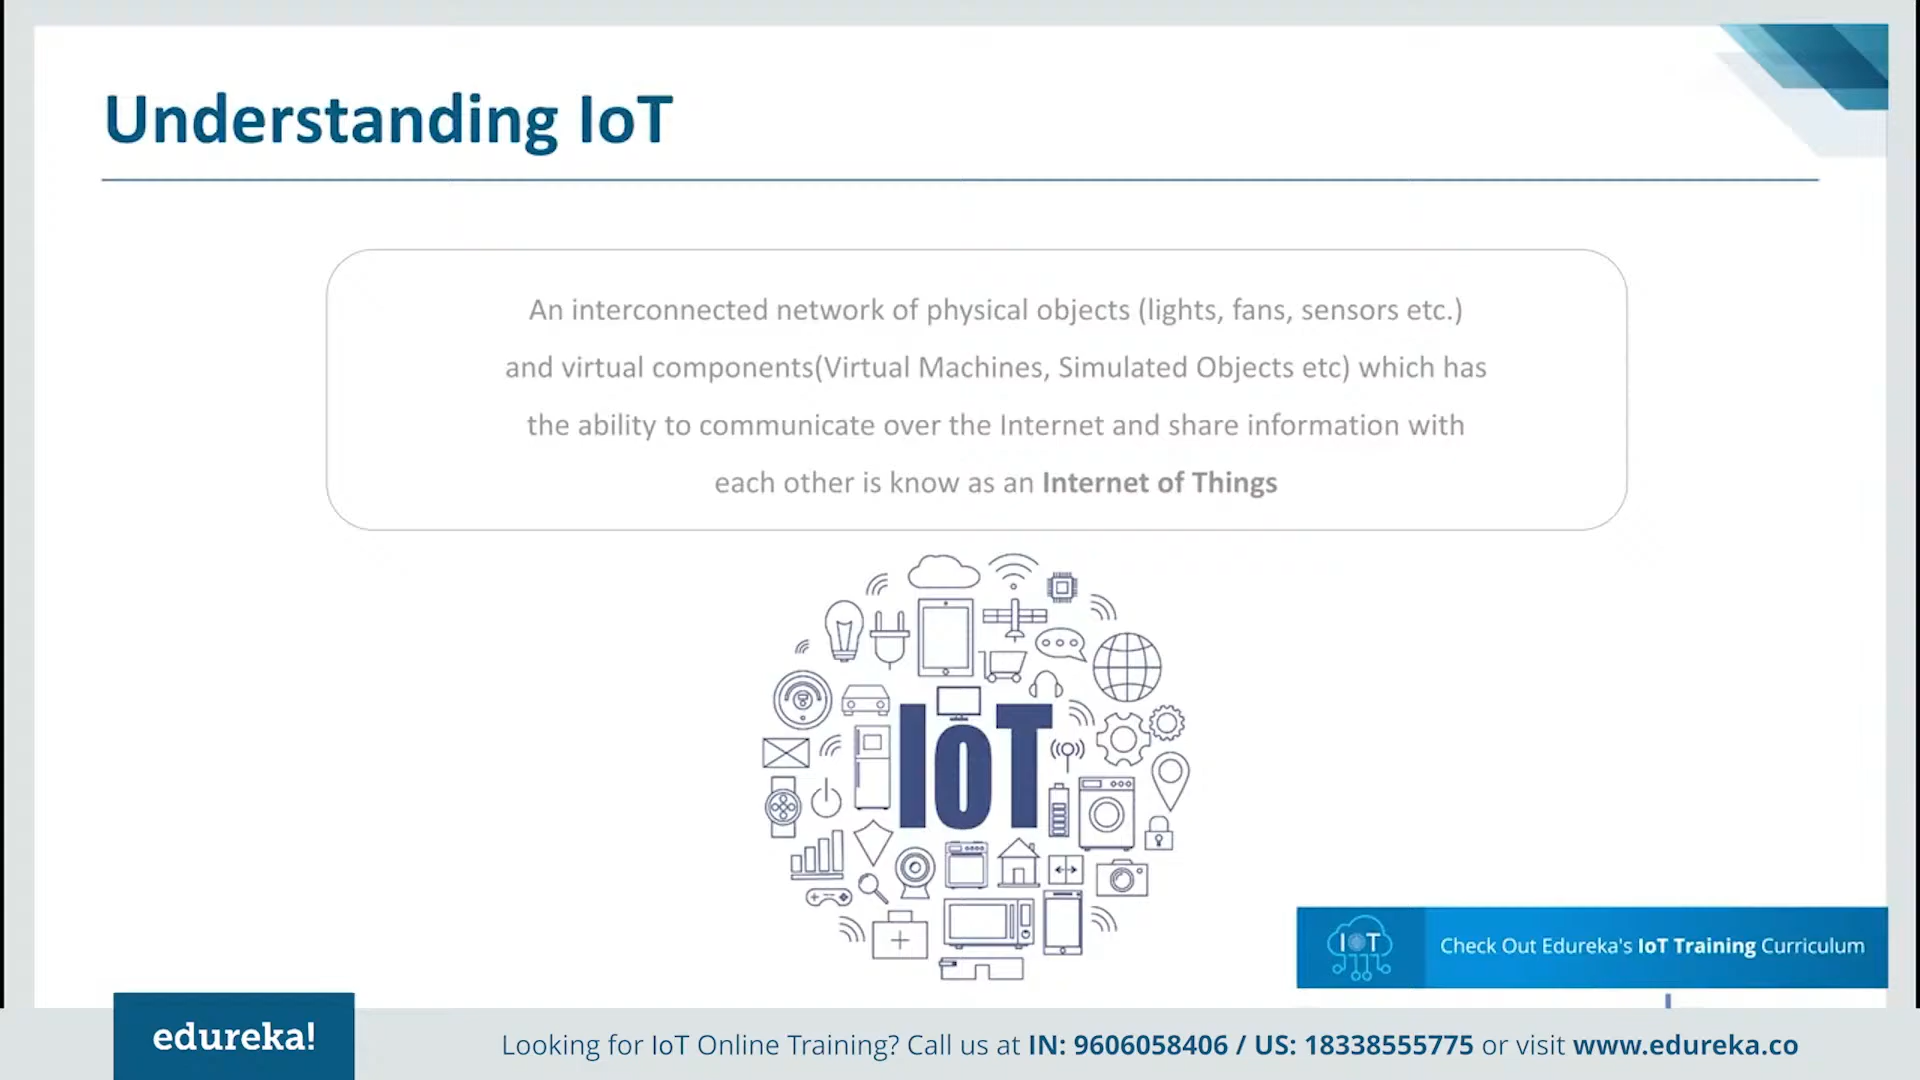 Understanding IoT
An interconnected network of physical objects (lights, fans, sensors etc.)
and virtual components(Virtual Machines, Simulated Objects etc) which has
the ability to communicate over the Internet and share information with
each other is know as an Internet of Things
IoT
IoT
Check Out Edureka's IoT Training Curriculum
edureka!
Looking for IoT Online Training? Call us at IN: 9606058406 / US: 18338555775 or visit www.edureka.co